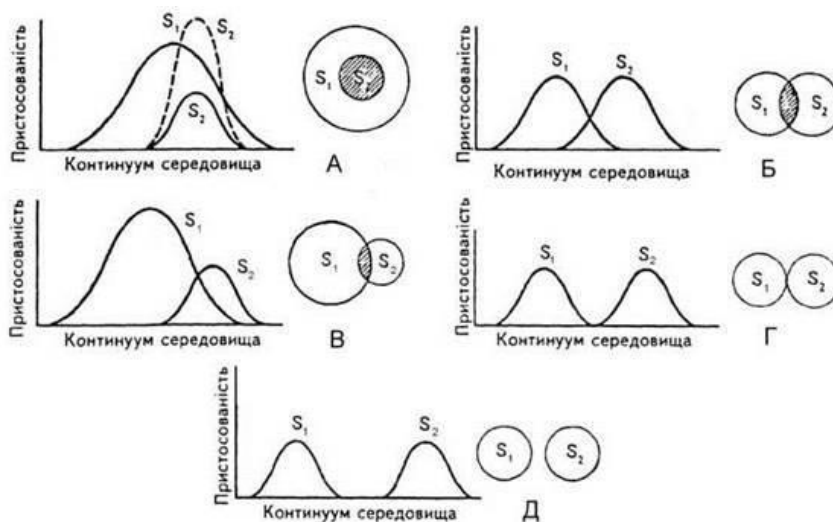 Пристосованість
S₁
S₂
S₂
Континуум середовища
S₁
S₂
А
Пристосованість
S₁
S₂
Континуум середовища
S₁
S₂
Б
Пристосованість
S₁
S₂
Континуум середовища
S₁
S₂
В
Пристосованість
S₁
S₂
Континуум середовища
S₁
S₂
Г
Пристосованість
S₁
S₂
Континуум середовища
S₁
S₂
Д